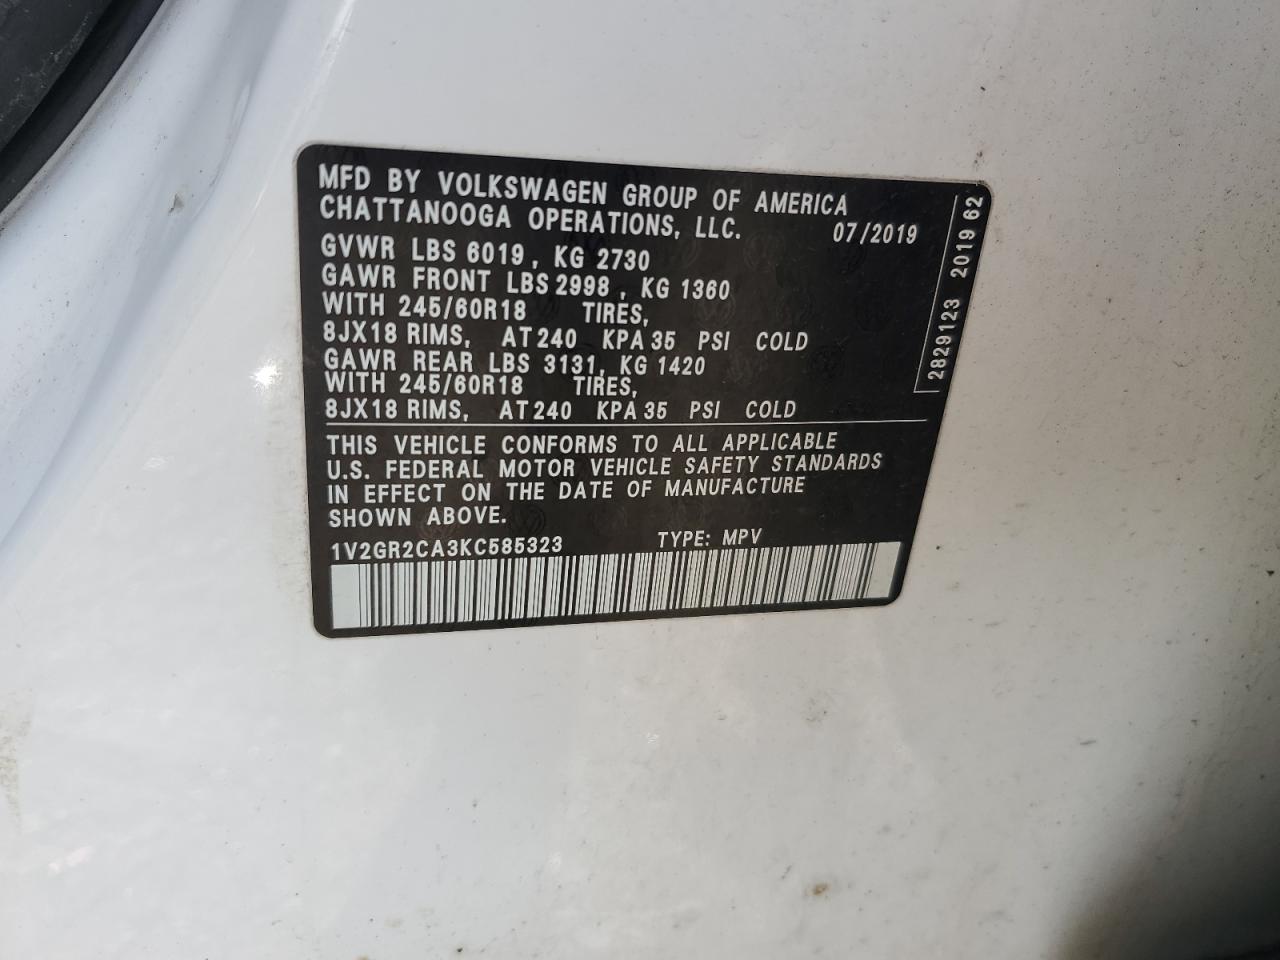 MFD BY VOLKSWAGEN GROUP OF AMERICA
CHATTANOOGA OPERATIONS, LLC. 07/2019
GVWR LBS 6019, KG 2730
GAWR FRONT LBS 2998, KG 1360
WITH 245/60R18 TIRES,
8JX18 RIMS, AT 240 KPA 35 PSI COLD
GAWR REAR LBS 3131, KG 1420
WITH 245/60R18 TIRES,
8JX18 RIMS, AT 240 KPA 35 PSI COLD
THIS VEHICLE CONFORMS TO ALL APPLICABLE
U.S. FEDERAL MOTOR VEHICLE SAFETY STANDARDS
IN EFFECT ON THE DATE OF MANUFACTURE
SHOWN ABOVE.
1V2GR2CA3KC585323 TYPE: MPV
2829123 2019 62